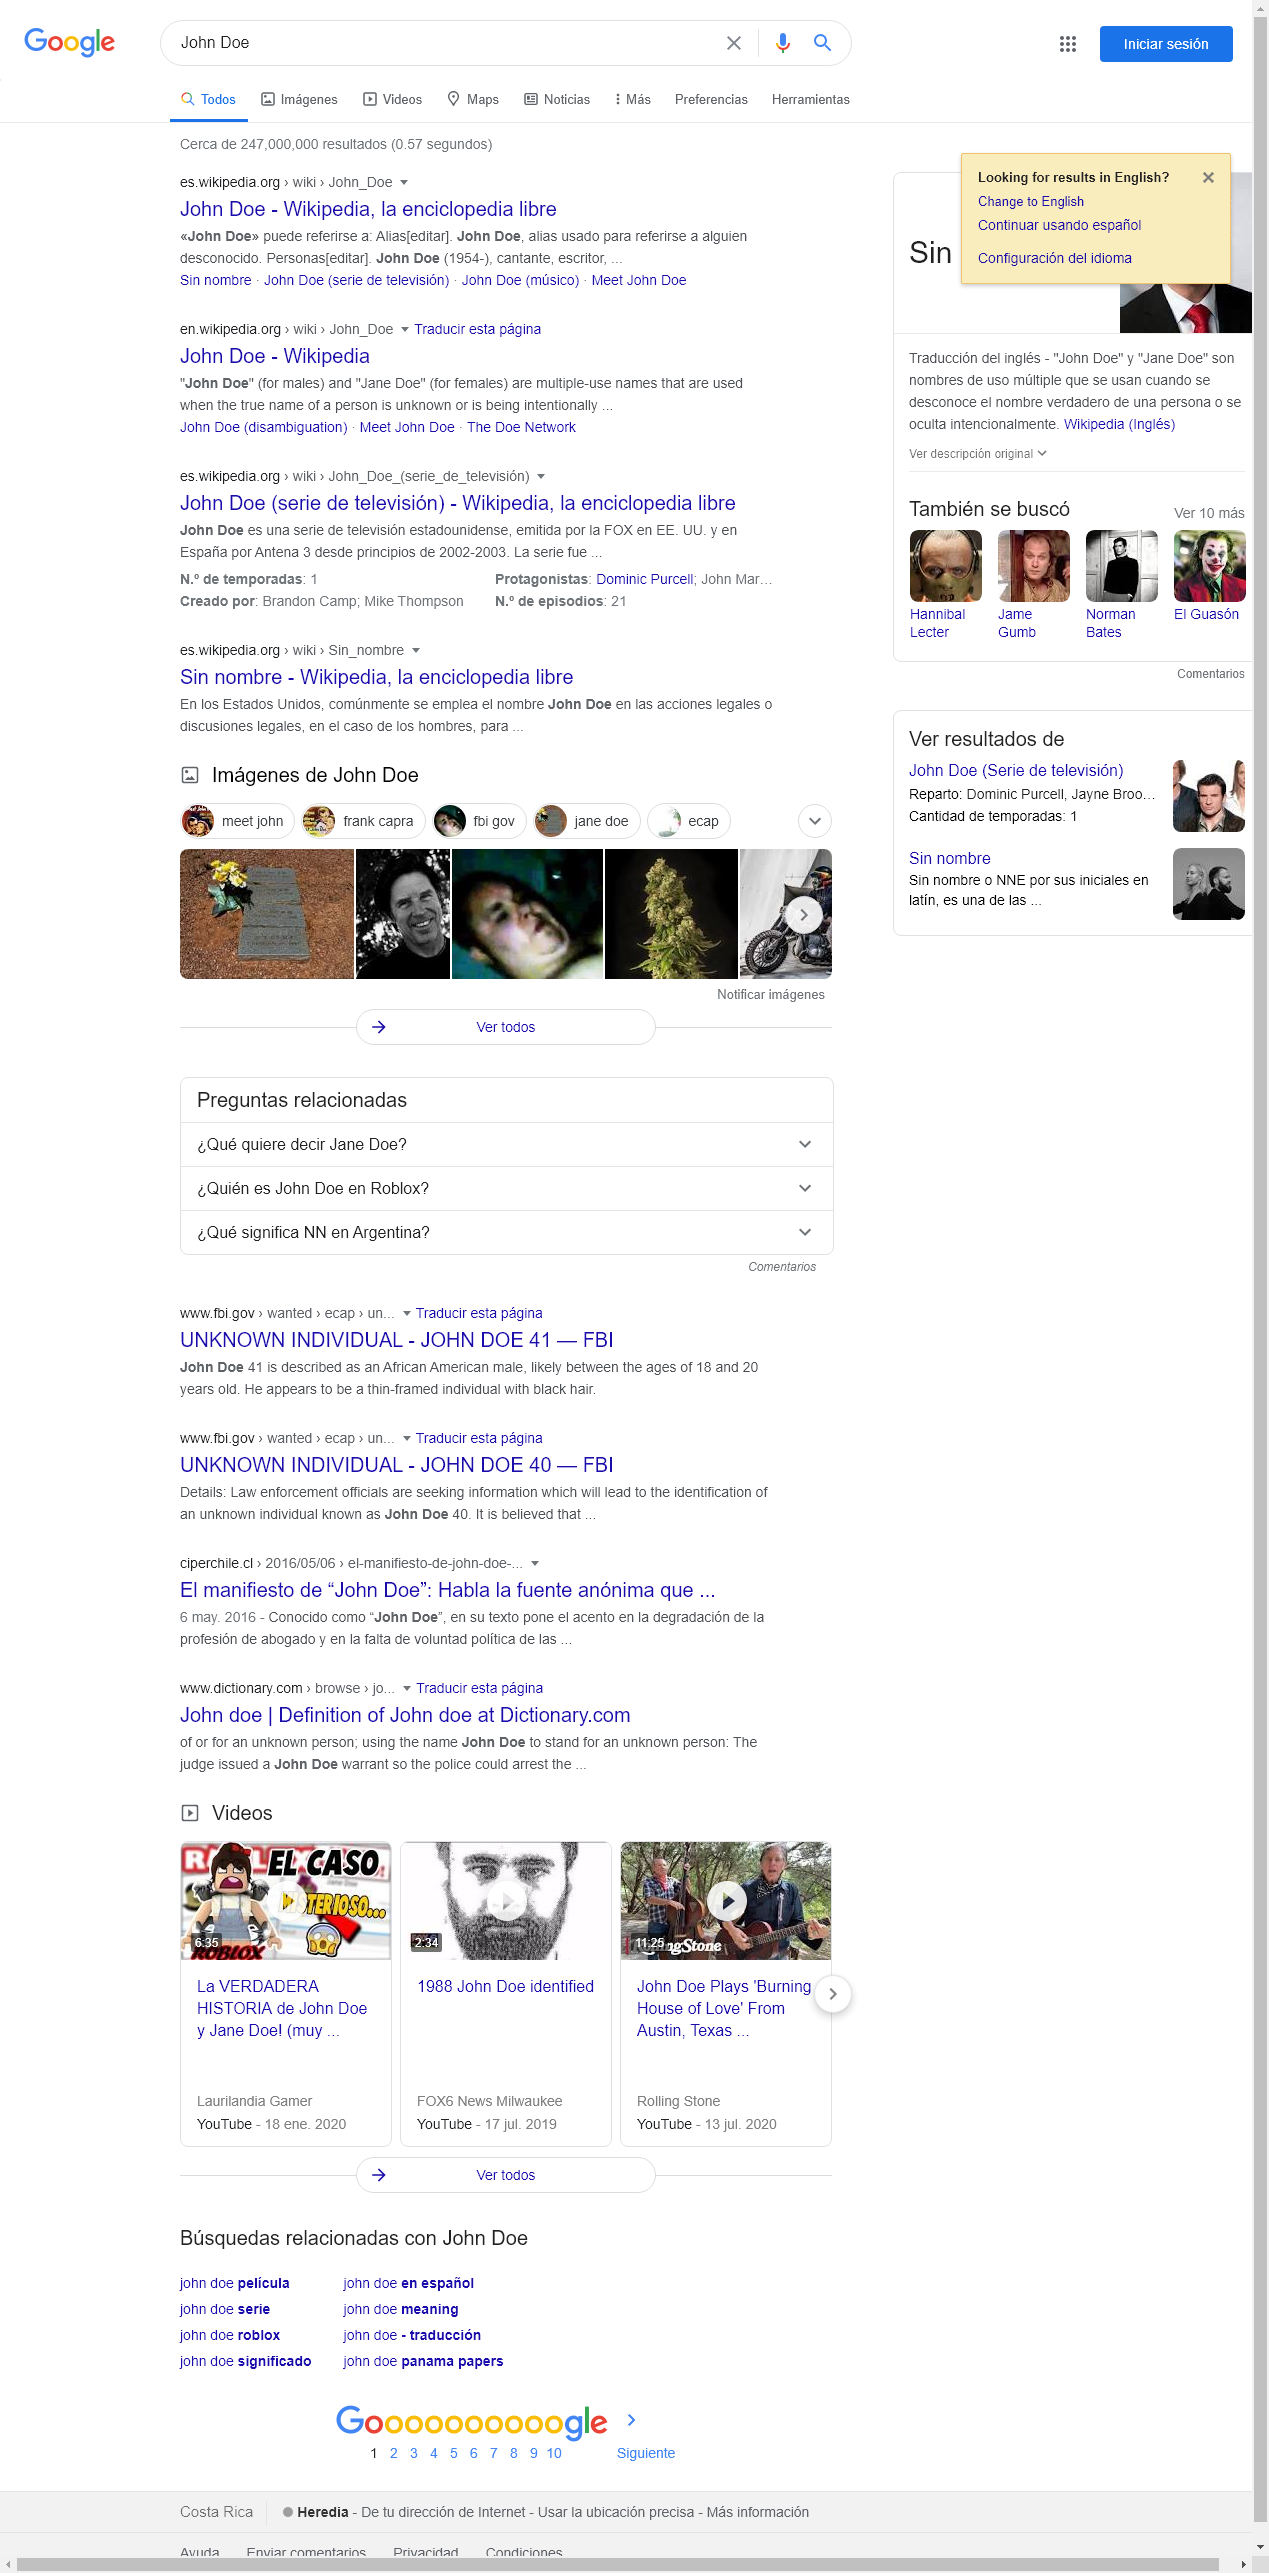 Google
John Doe
Iniciar sesión
Todos
Imágenes
Videos
Maps
Noticias
Más
Preferencias
Herramientas
Cerca de 247,000,000 resultados (0.57 segundos)
es.wikipedia.org › wiki › John_Doe
John Doe - Wikipedia, la enciclopedia libre
«John Doe» puede referirse a: Alias[editar]. John Doe, alias usado para referirse a alguien
desconocido. Personas[editar]. John Doe (1954-), cantante, escritor, ...
Sin nombre · John Doe (serie de televisión) · John Doe (músico) · Meet John Doe
en.wikipedia.org › wiki › John_Doe Traducir esta página
John Doe - Wikipedia
"John Doe" (for males) and "Jane Doe" (for females) are multiple-use names that are used
when the true name of a person is unknown or is being intentionally ...
John Doe (disambiguation) · Meet John Doe · The Doe Network
es.wikipedia.org › wiki › John_Doe_(serie_de_televisión)
John Doe (serie de televisión) - Wikipedia, la enciclopedia libre
John Doe es una serie de televisión estadounidense, emitida por la FOX en EE. UU. y en
España por Antena 3 desde principios de 2002-2003. La serie fue ...
N.º de temporadas: 1
Protagonistas: Dominic Purcell; John Mar...
Creado por: Brandon Camp; Mike Thompson
N.º de episodios: 21
es.wikipedia.org › wiki › Sin_nombre
Sin nombre - Wikipedia, la enciclopedia libre
En los Estados Unidos, comúnmente se emplea el nombre John Doe en las acciones legales o
discusiones legales, en el caso de los hombres, para ...
Imágenes de John Doe
meet john
frank capra
fbi gov
jane doe
ecap
Notificar imágenes
Ver todos
Preguntas relacionadas
¿Qué quiere decir Jane Doe?
¿Quién es John Doe en Roblox?
¿Qué significa NN en Argentina?
Comentarios
www.fbi.gov › wanted › ecap › un... Traducir esta página
UNKNOWN INDIVIDUAL - JOHN DOE 41 — FBI
John Doe 41 is described as an African American male, likely between the ages of 18 and 20
years old. He appears to be a thin-framed individual with black hair.
www.fbi.gov › wanted › ecap › un... Traducir esta página
UNKNOWN INDIVIDUAL - JOHN DOE 40 — FBI
Details: Law enforcement officials are seeking information which will lead to the identification of
an unknown individual known as John Doe 40. It is believed that ...
ciperchile.cl › 2016/05/06 › el-manifiesto-de-john-doe-...
El manifiesto de “John Doe”: Habla la fuente anónima que ...
6 may. 2016 - Conocido como “John Doe”, en su texto pone el acento en la degradación de la
profesión de abogado y en la falta de voluntad política de las ...
www.dictionary.com › browse › jo... Traducir esta página
John doe | Definition of John doe at Dictionary.com
of or for an unknown person; using the name John Doe to stand for an unknown person: The
judge issued a John Doe warrant so the police could arrest the ...
Videos
EL CASO
ROBLOX
6:35
2:34
11:25
La VERDADERA
HISTORIA de John Doe
y Jane Doe! (muy ...
Laurilandia Gamer
YouTube - 18 ene. 2020
1988 John Doe identified
FOX6 News Milwaukee
YouTube - 17 jul. 2019
John Doe Plays 'Burning
House of Love' From
Austin, Texas ...
Rolling Stone
YouTube - 13 jul. 2020
Ver todos
Búsquedas relacionadas con John Doe
john doe película
john doe en español
john doe serie
john doe meaning
john doe roblox
john doe - traducción
john doe significado
john doe panama papers
Goooooooooogle
1 2 3 4 5 6 7 8 9 10 Siguiente
Looking for results in English?
Change to English
Continuar usando español
Configuración del idioma
Sin
Traducción del inglés - "John Doe" y "Jane Doe" son
nombres de uso múltiple que se usan cuando se
desconoce el nombre verdadero de una persona o se
oculta intencionalmente. Wikipedia (Inglés)
Ver descripción original
También se buscó
Ver 10 más
Hannibal
Lecter
Jame
Gumb
Norman
Bates
El Guasón
Comentarios
Ver resultados de
John Doe (Serie de televisión)
Reparto: Dominic Purcell, Jayne Broo...
Cantidad de temporadas: 1
Sin nombre
Sin nombre o NNE por sus iniciales en
latín, es una de las ...
Costa Rica
Heredia - De tu dirección de Internet - Usar la ubicación precisa - Más información
Ayuda
Enviar comentarios
Privacidad
Condiciones